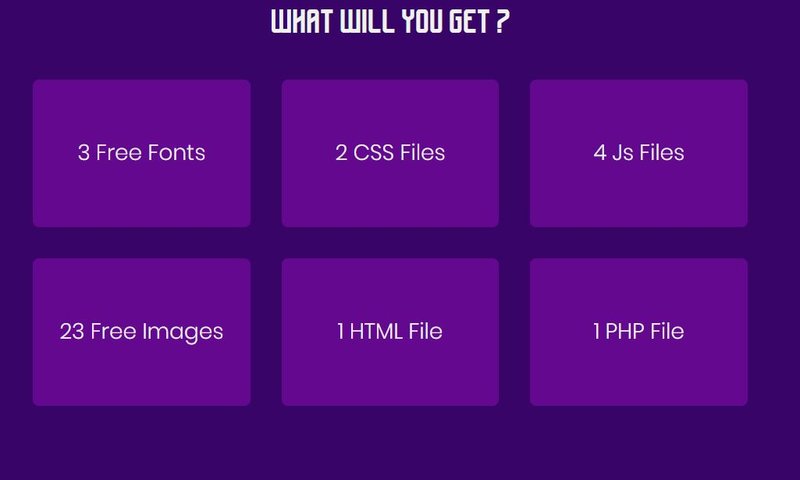 WHAT WILL YOU GET ?
3 Free Fonts
2 CSS Files
4 Js Files
23 Free Images
1 HTML File
1 PHP File